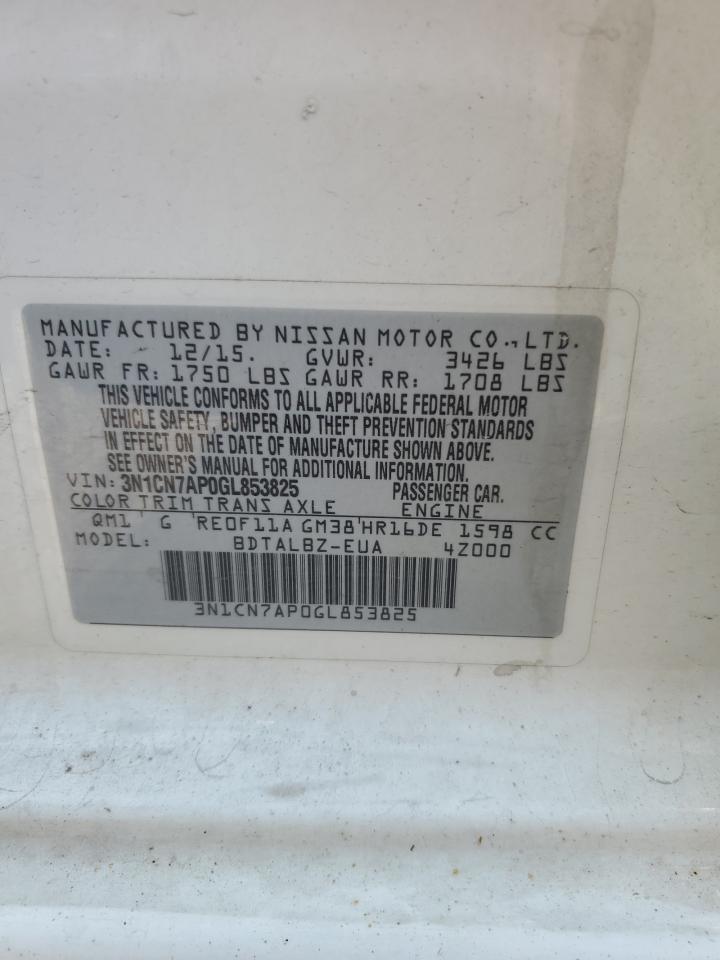 MANUFACTURED BY NISSAN MOTOR CO., LTD.
DATE: 12/15. GVWR: 3426 LBS
GAWR FR: 1750 LBS GAWR RR: 1708 LBS
THIS VEHICLE CONFORMS TO ALL APPLICABLE FEDERAL MOTOR
VEHICLE SAFETY, BUMPER AND THEFT PREVENTION STANDARDS
IN EFFECT ON THE DATE OF MANUFACTURE SHOWN ABOVE.
SEE OWNER'S MANUAL FOR ADDITIONAL INFORMATION.
VIN: 3N1CN7AP0GL853825 PASSENGER CAR.
COLOR TRIM TRANS AXLE ENGINE
QM1 G RE0F11A GM38 HR16DE 1598 CC
MODEL: BDTALBZ-EUA 4Z000
3N1CN7AP0GL853825